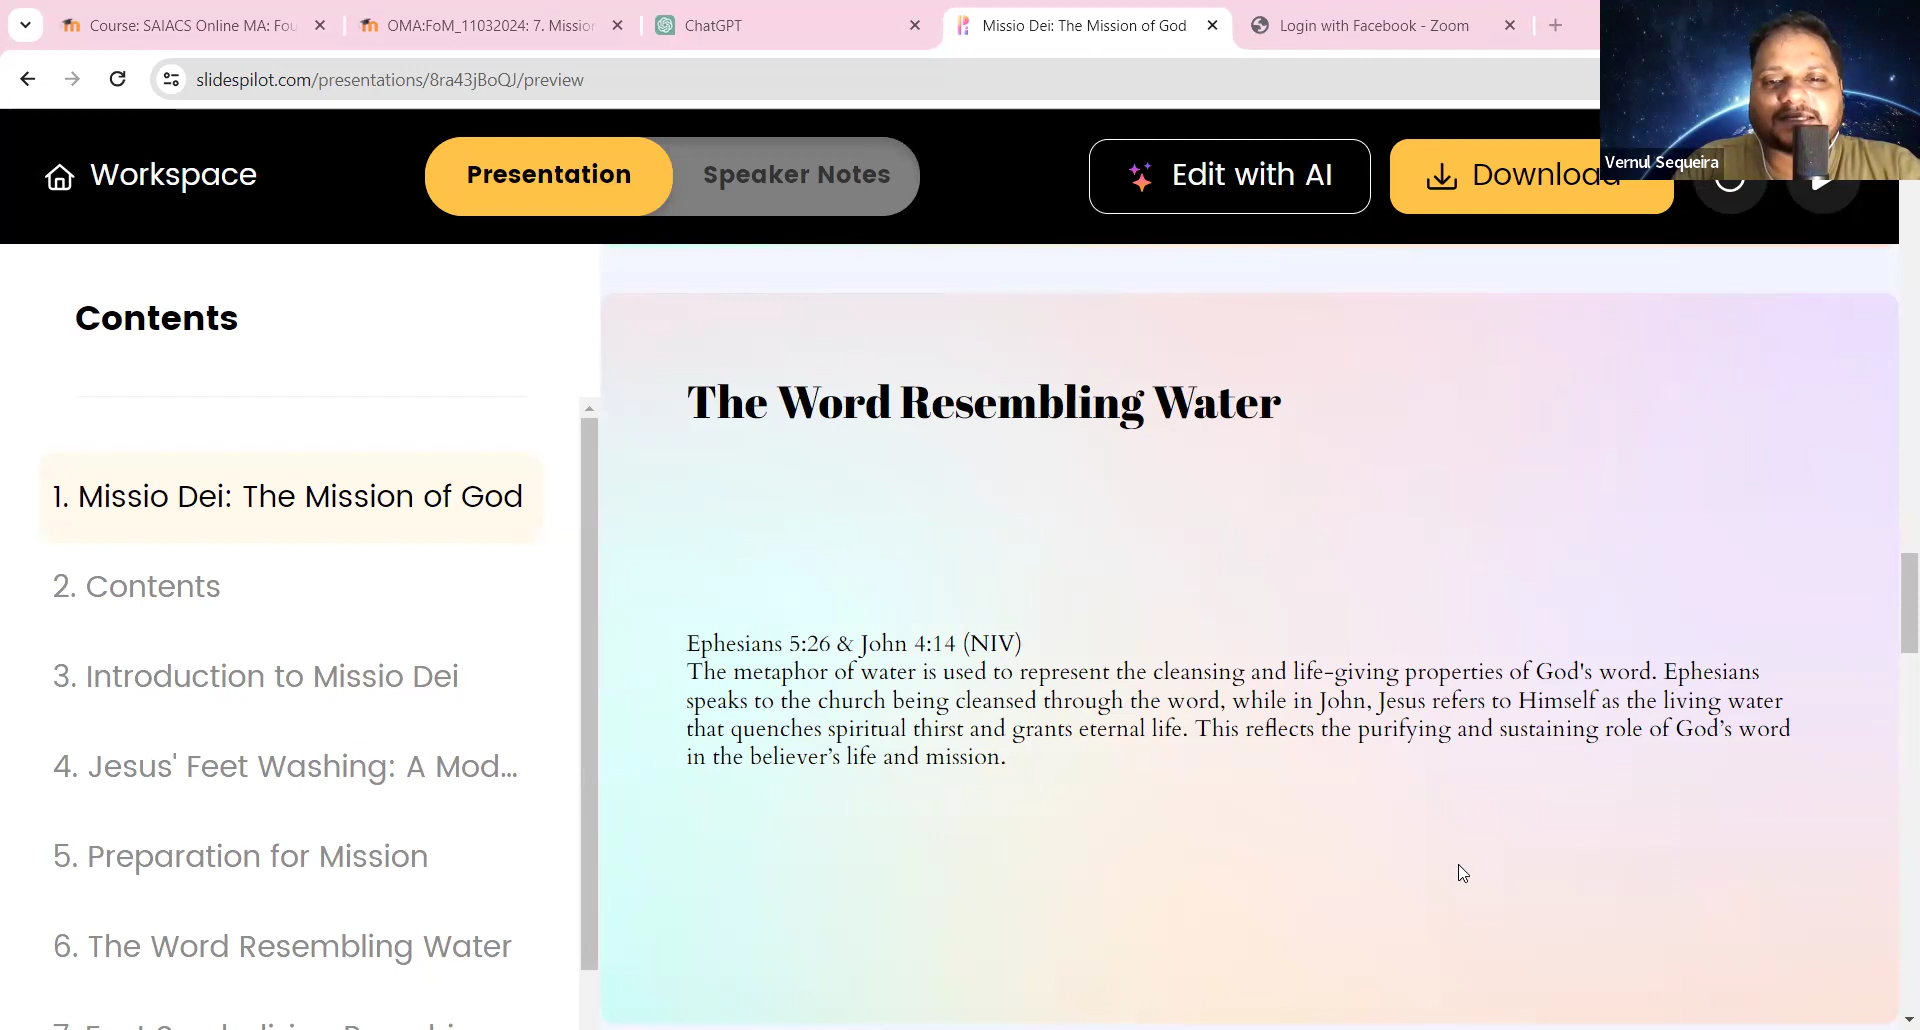 Course: SAIACS Online MA: Fou
OMA:FoM_11032024: 7. Mission
ChatGPT
Missio Dei: The Mission of God
Login with Facebook - Zoom
slidespilot.com/presentations/8ra43jBoQJ/preview
Vernul Sequeira
Workspace
Presentation
Speaker Notes
Edit with AI
Download
Contents
1. Missio Dei: The Mission of God
2. Contents
3. Introduction to Missio Dei
4. Jesus' Feet Washing: A Mod...
5. Preparation for Mission
6. The Word Resembling Water
The Word Resembling Water
Ephesians 5:26 & John 4:14 (NIV)
The metaphor of water is used to represent the cleansing and life-giving properties of God's word. Ephesians
speaks to the church being cleansed through the word, while in John, Jesus refers to Himself as the living water
that quenches spiritual thirst and grants eternal life. This reflects the purifying and sustaining role of God’s word
in the believer’s life and mission.